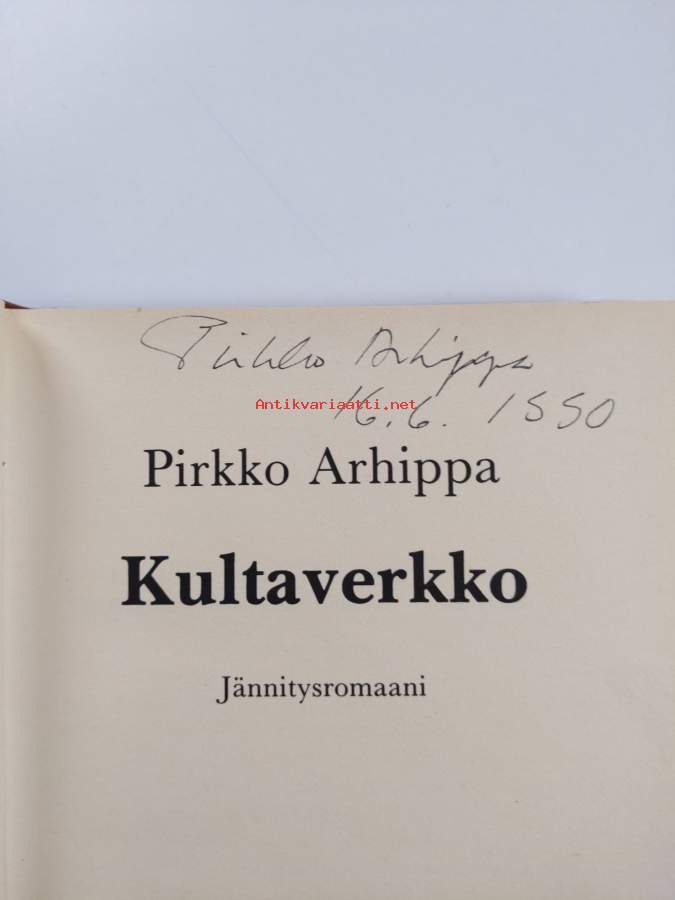 Pirkko Arhippa
Antikvariaatti.net
16.6. 1990
Pirkko Arhippa
Kultaverkko
Jännitysromaani